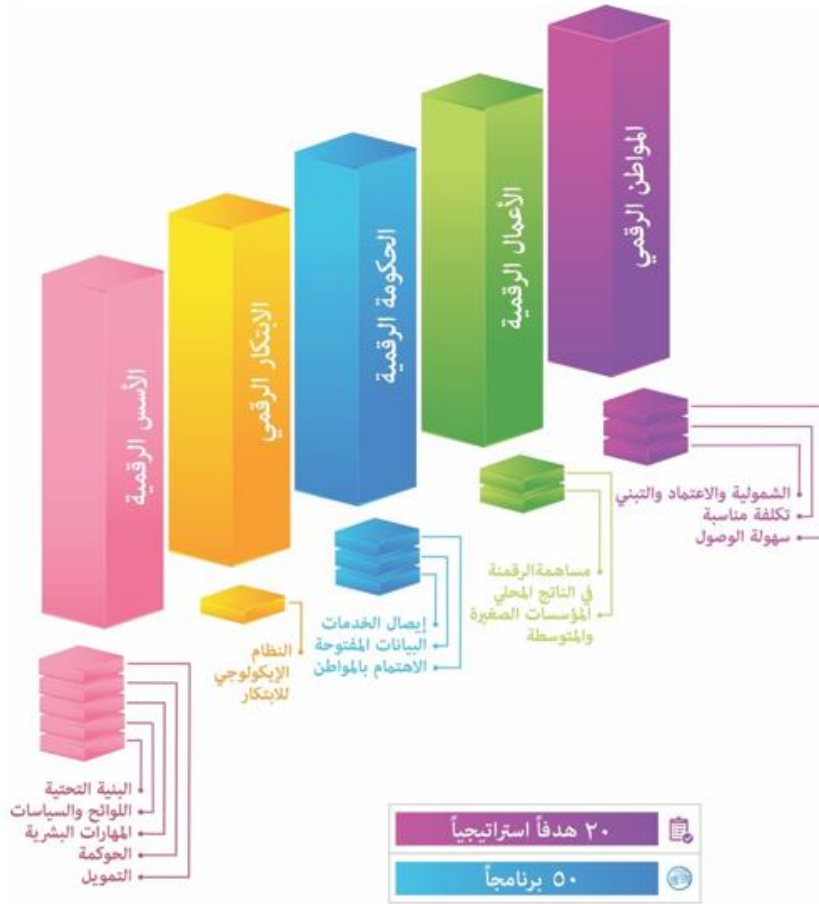 المواطن الرقمي
الأعمال الرقمية
الحكومة الرقمية
الابتكار الرقمي
الأسس الرقمية
الشمولية والاعتماد والتبني
تكلفة مناسبة
سهولة الوصول
مساهمةالرقمنة
في الناتج المحلي
المؤسسات الصغيرة
والمتوسطة
إيصال الخدمات
البيانات المفتوحة
الاهتمام بالمواطن
النظام
الإيكولوجي
للابتكار
البنية التحتية
اللوائح والسياسات
المهارات البشرية
الحوكمة
التمويل
٢٠ هدفاً استراتيجياً
٥٠ برنامجاً